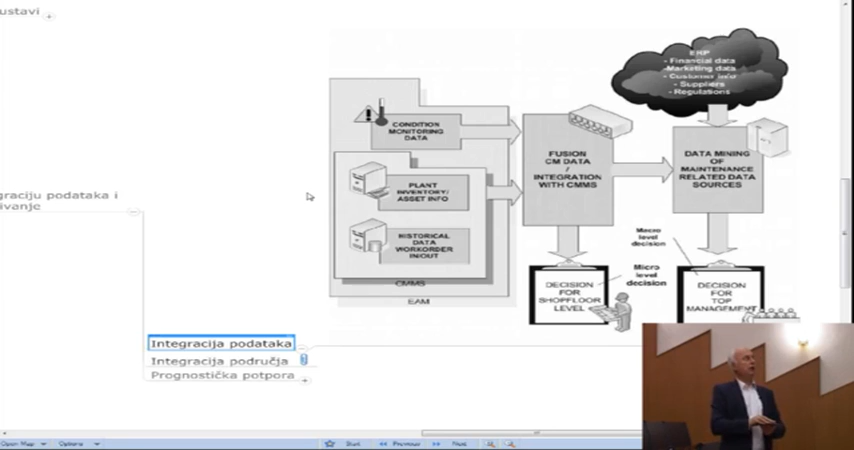 ustavi
graciju podataka i
ivanje
Integracija podataka
Integracija područja
Prognostička potpora
CONDITION
MONITORING
DATA
PLANT
INVENTORY/
ASSET INFO
HISTORICAL
DATA
WORKORDER
IN/OUT
CMMS
EAM
FUSION
CM DATA
/
INTEGRATION
WITH CMMS
ERP
- Financial data
-Marketing data
- Customer info
- Suppliers
- Regulations
DATA MINING
OF
MAINTENANCE
RELATED DATA
SOURCES
Macro
level
decision
Micro
level
decision
DECISION
FOR
SHOPFLOOR
LEVEL
DECISION
FOR
TOP
MANAGEMENT
Open Map
Options
Start
Previous
Next